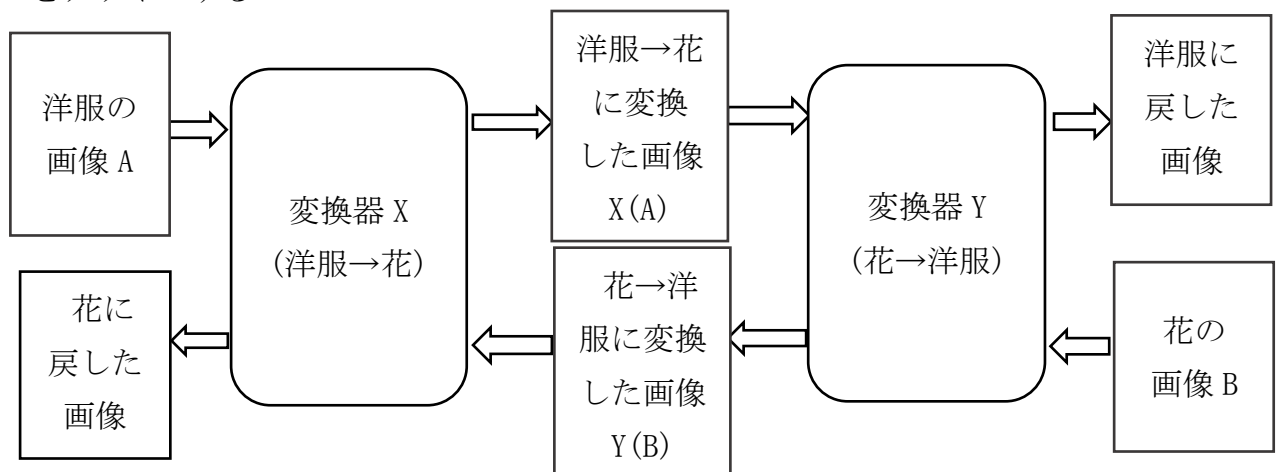 洋服の
画像 A
変換器 X
(洋服→花)
洋服→花
に変換
した画像
X(A)
変換器 Y
(花→洋服)
洋服に
戻した
画像
花に
戻した
画像
花→洋
服に変換
した画像
Y(B)
花の
画像 B